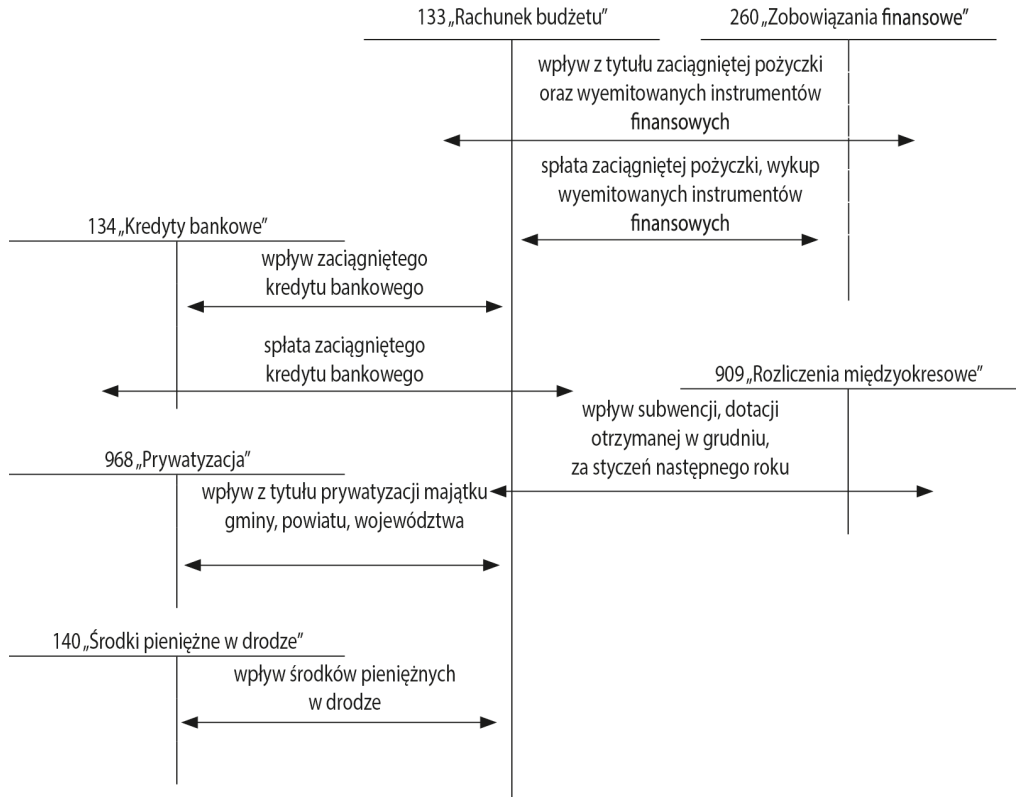 133 „Rachunek budżetu”
260 „Zobowiązania finansowe”
wpływ z tytułu zaciągniętej pożyczki
oraz wyemitowanych instrumentów
finansowych
spłata zaciągniętej pożyczki, wykup
wyemitowanych instrumentów
finansowych
134 „Kredyty bankowe”
wpływ zaciągniętego
kredytu bankowego
spłata zaciągniętego
kredytu bankowego
909 „Rozliczenia międzyokresowe”
wpływ subwencji, dotacji
otrzymanej w grudniu,
za styczeń następnego roku
968 „Prywatyzacja”
wpływ z tytułu prywatyzacji majątku
gminy, powiatu, województwa
140 „Środki pieniężne w drodze”
wpływ środków pieniężnych
w drodze